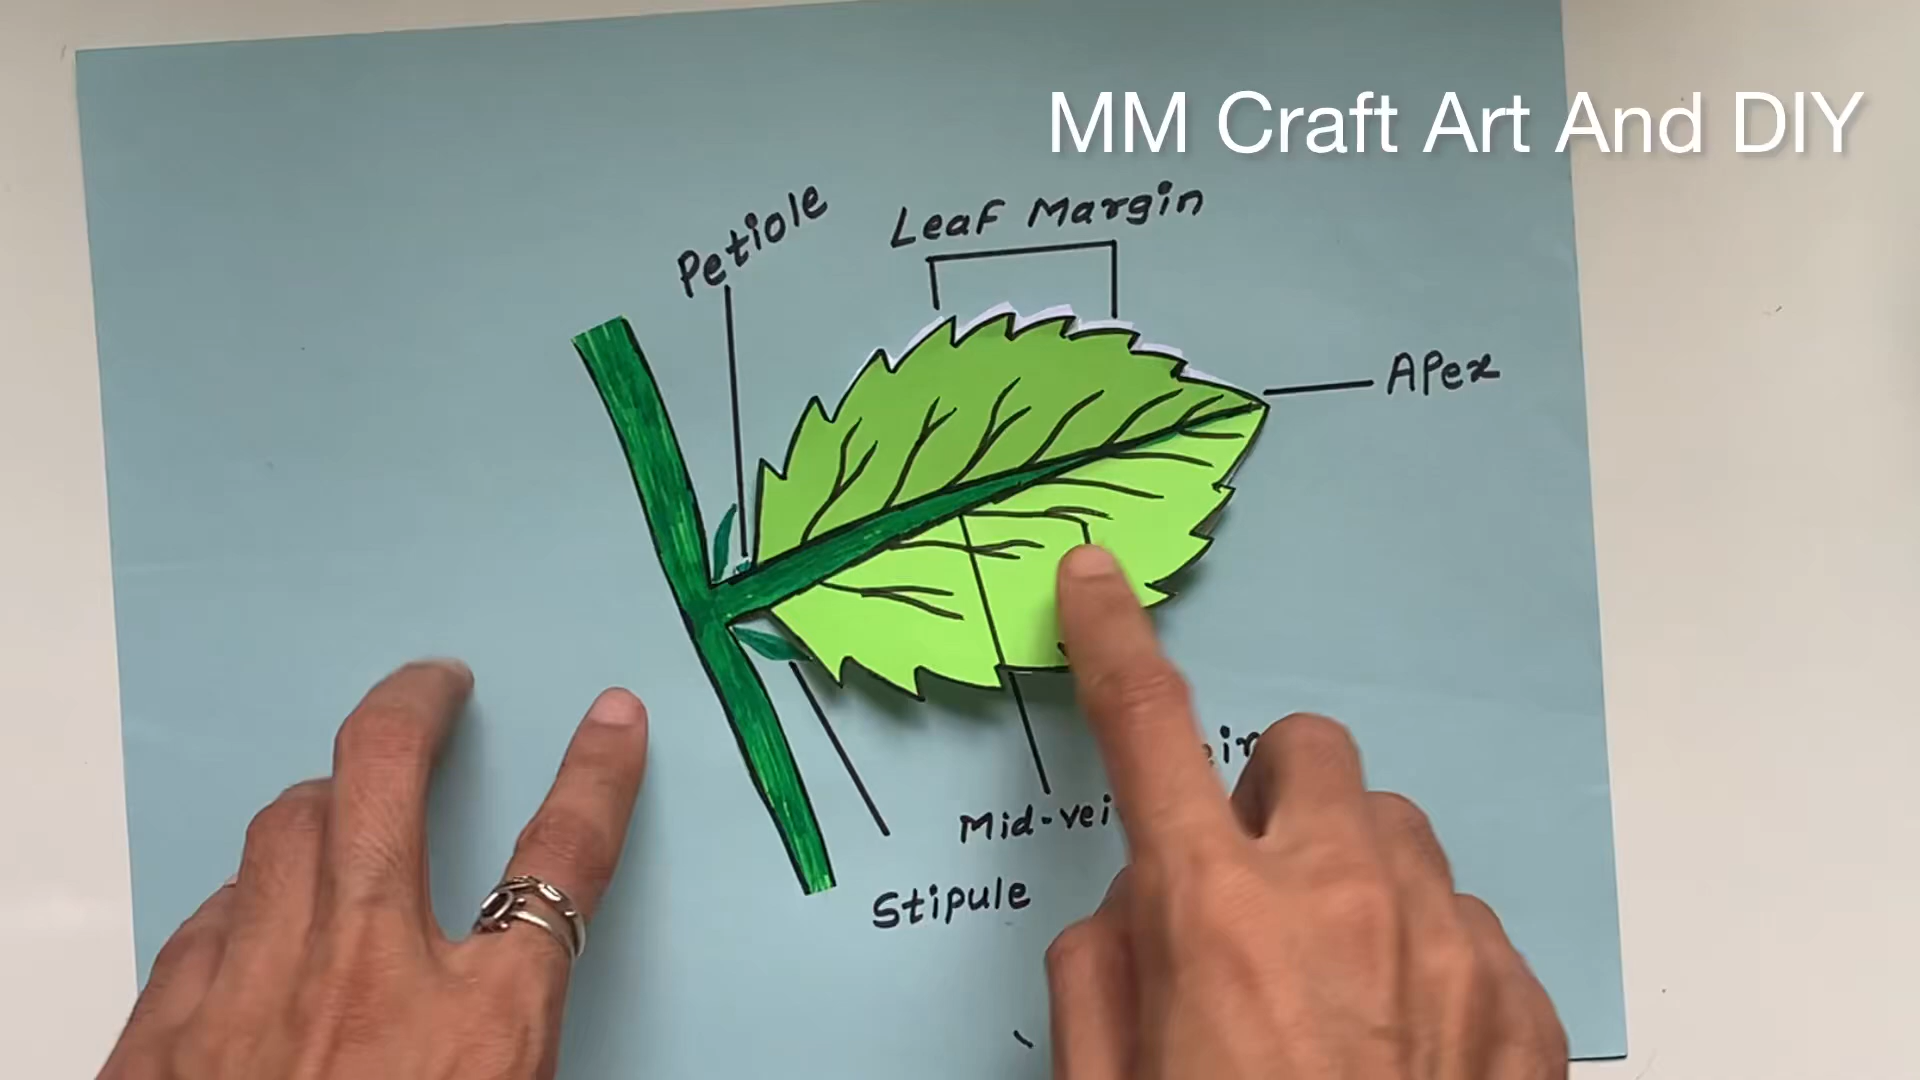 MM Craft Art And DIY
Petiole
Leaf Margin
Apex
Stipule